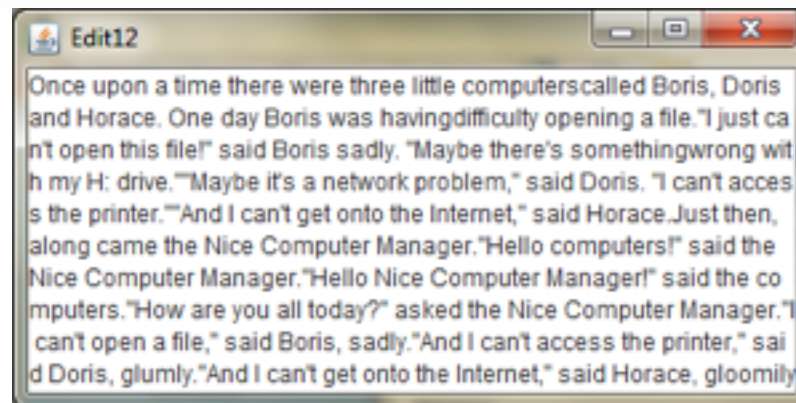 Edit12
Once upon a time there were three little computerscalled Boris, Doris
and Horace. One day Boris was havingdifficulty opening a file."I just ca
n't open this file!" said Boris sadly. "Maybe there's somethingwrong wit
h my H: drive.""Maybe it's a network problem," said Doris. "I can't acces
s the printer.""And I can't get onto the Internet," said Horace.Just then,
along came the Nice Computer Manager."Hello computers!" said the
Nice Computer Manager."Hello Nice Computer Manager!" said the co
mputers."How are you all today?" asked the Nice Computer Manager."I
can't open a file," said Boris, sadly."And I can't access the printer," sai
d Doris, glumly."And I can't get onto the Internet," said Horace, gloomily